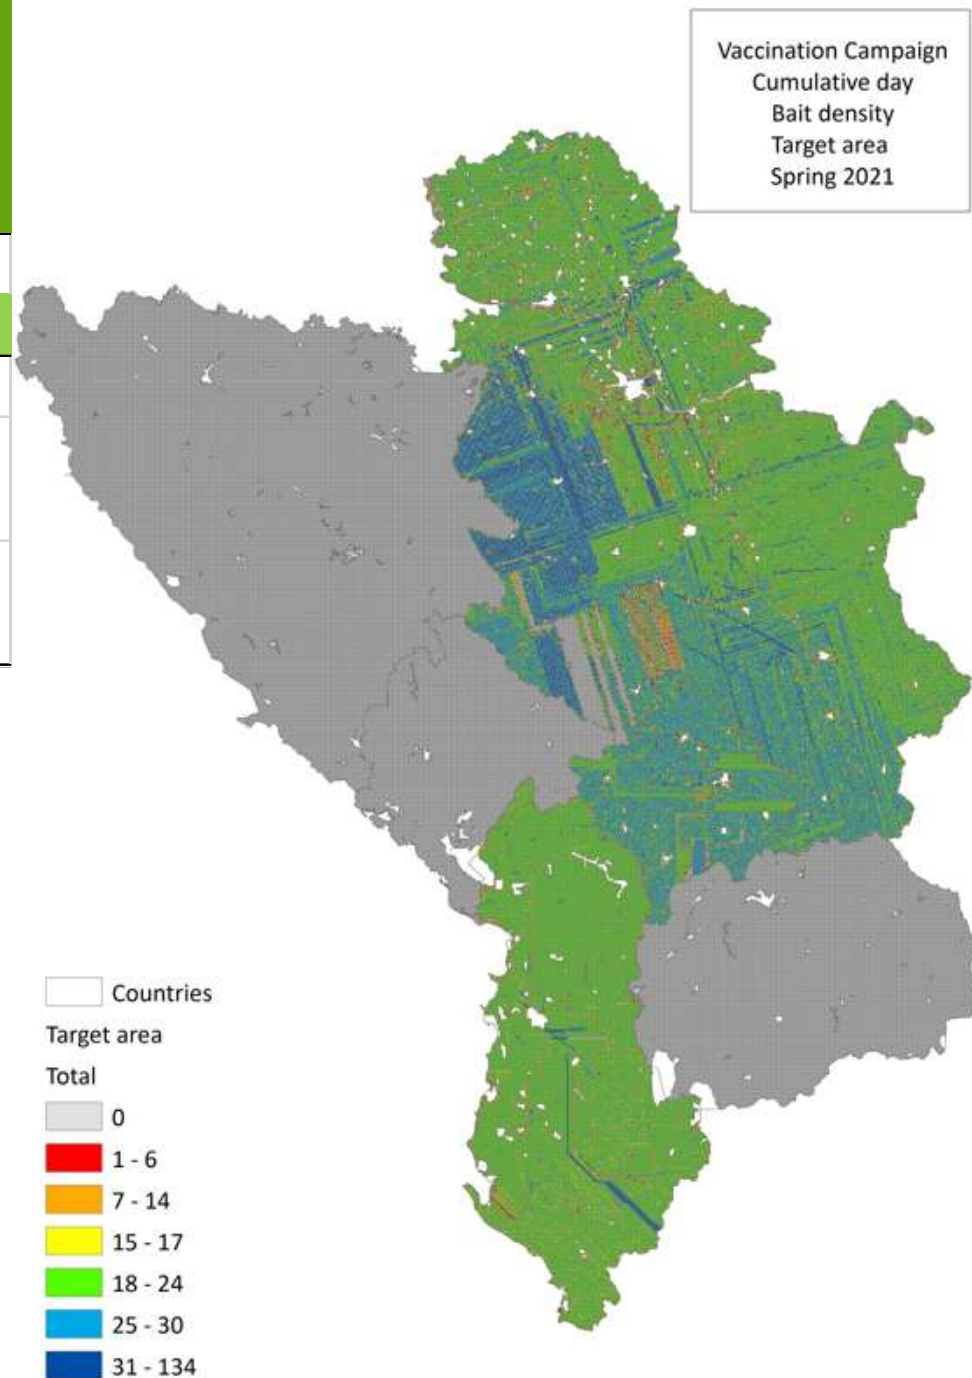 Vaccination Campaign
Cumulative day
Bait density
Target area
Spring 2021
Countries
Target area
Total
0
1 - 6
7 - 14
15 - 17
18 - 24
25 - 30
31 - 134